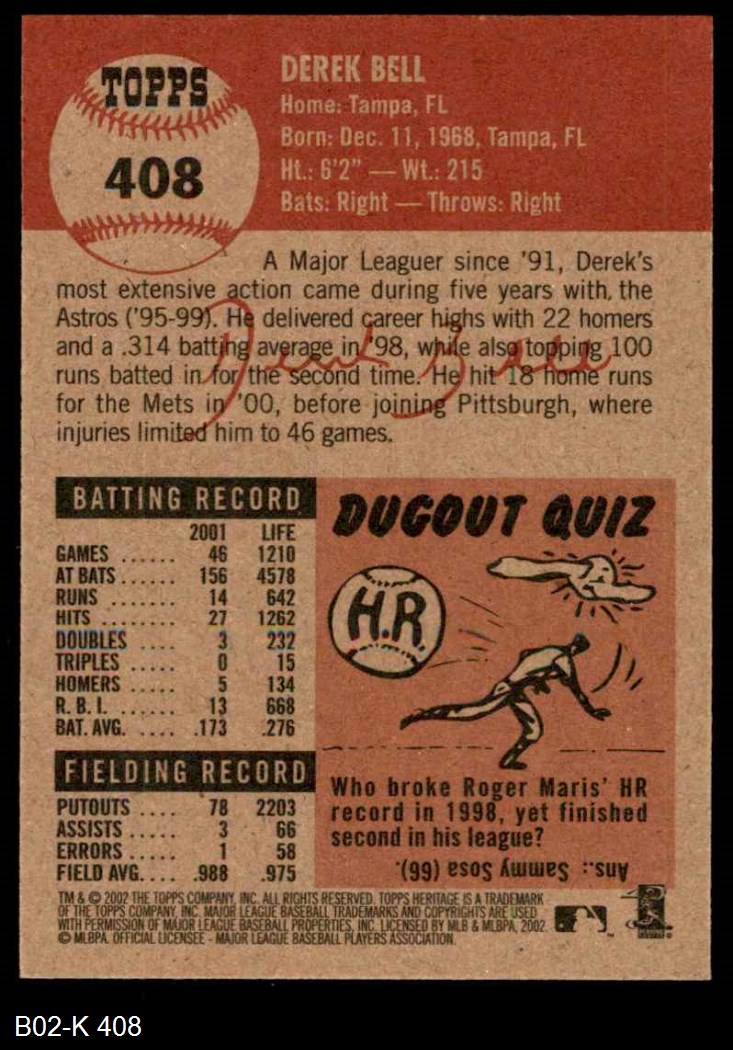 TOPPS
408
DEREK BELL
Home: Tampa, FL
Born: Dec. 11, 1968, Tampa, FL
Ht.: 6'2" — Wt.: 215
Bats: Right — Throws: Right
A Major Leaguer since '91, Derek's
most extensive action came during five years with the
Astros ('95-99). He delivered career highs with 22 homers
and a .314 batting average in '98, while also topping 100
runs batted in for the second time. He hit 18 home runs
for the Mets in '00, before joining Pittsburgh, where
injuries limited him to 46 games.
Derek Bell
BATTING RECORD
2001 LIFE
GAMES ...... 46 1210
AT BATS ...... 156 4578
RUNS ....... 14 642
HITS ........ 27 1262
DOUBLES .... 3 232
TRIPLES ..... 0 15
HOMERS ..... 5 134
R. B. I. ...... 13 668
BAT. AVG. .... .173 .276
FIELDING RECORD
PUTOUTS .... 78 2203
ASSISTS .... 3 66
ERRORS .... 1 58
FIELD AVG.... .988 .975
DUGOUT QUIZ
H.R.
Who broke Roger Maris' HR
record in 1998, yet finished
second in his league?
Ans.: Sammy Sosa (66).
TM & © 2002 THE TOPPS COMPANY, INC. ALL RIGHTS RESERVED. TOPPS HERITAGE IS A TRADEMARK
OF THE TOPPS COMPANY, INC. MAJOR LEAGUE BASEBALL TRADEMARKS AND COPYRIGHTS ARE USED
WITH PERMISSION OF MAJOR LEAGUE BASEBALL PROPERTIES, INC. LICENSED BY MLB & MLBPA, 2002.
© MLBPA. OFFICIAL LICENSEE - MAJOR LEAGUE BASEBALL PLAYERS ASSOCIATION.
B02-K 408